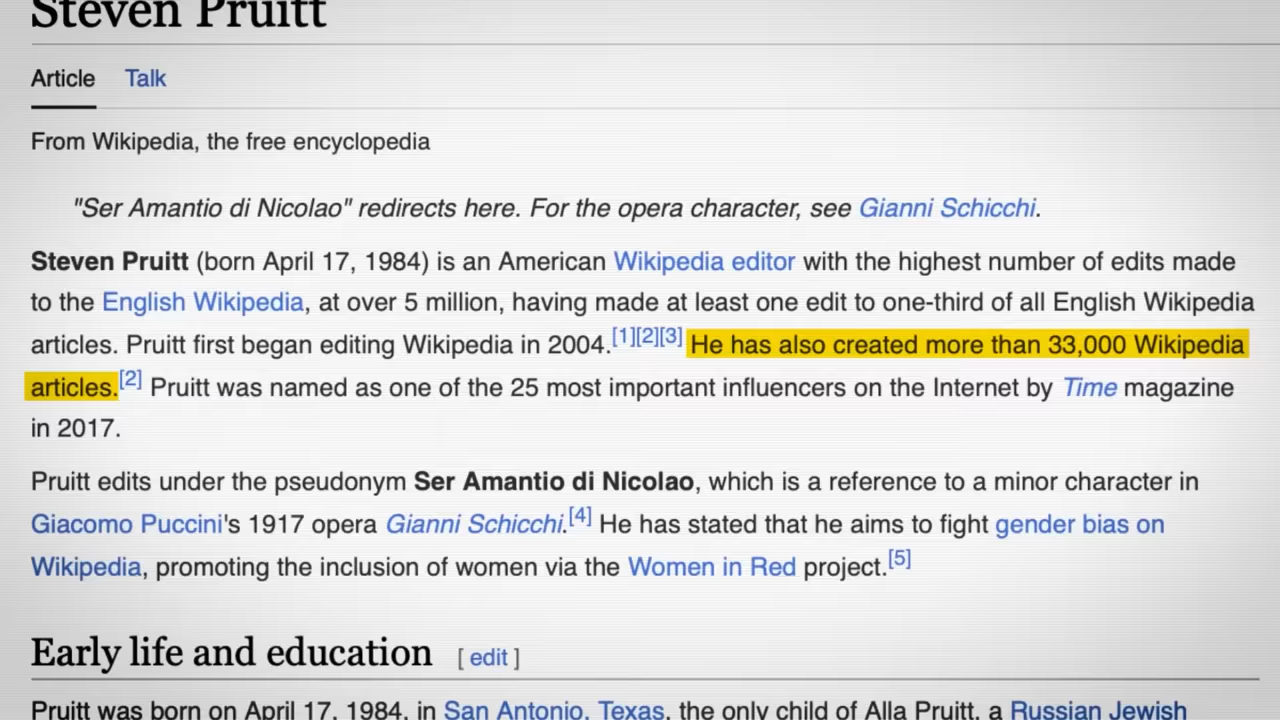 Steven Pruitt
Article Talk
From Wikipedia, the free encyclopedia
"Ser Amantio di Nicolao" redirects here. For the opera character, see Gianni Schicchi.
Steven Pruitt (born April 17, 1984) is an American Wikipedia editor with the highest number of edits made
to the English Wikipedia, at over 5 million, having made at least one edit to one-third of all English Wikipedia
articles. Pruitt first began editing Wikipedia in 2004.[1][2][3] He has also created more than 33,000 Wikipedia
articles.[2] Pruitt was named as one of the 25 most important influencers on the Internet by Time magazine
in 2017.
Pruitt edits under the pseudonym Ser Amantio di Nicolao, which is a reference to a minor character in
Giacomo Puccini's 1917 opera Gianni Schicchi.[4] He has stated that he aims to fight gender bias on
Wikipedia, promoting the inclusion of women via the Women in Red project.[5]
Early life and education [ edit ]
Pruitt was born on April 17, 1984, in San Antonio, Texas, the only child of Alla Pruitt, a Russian Jewish